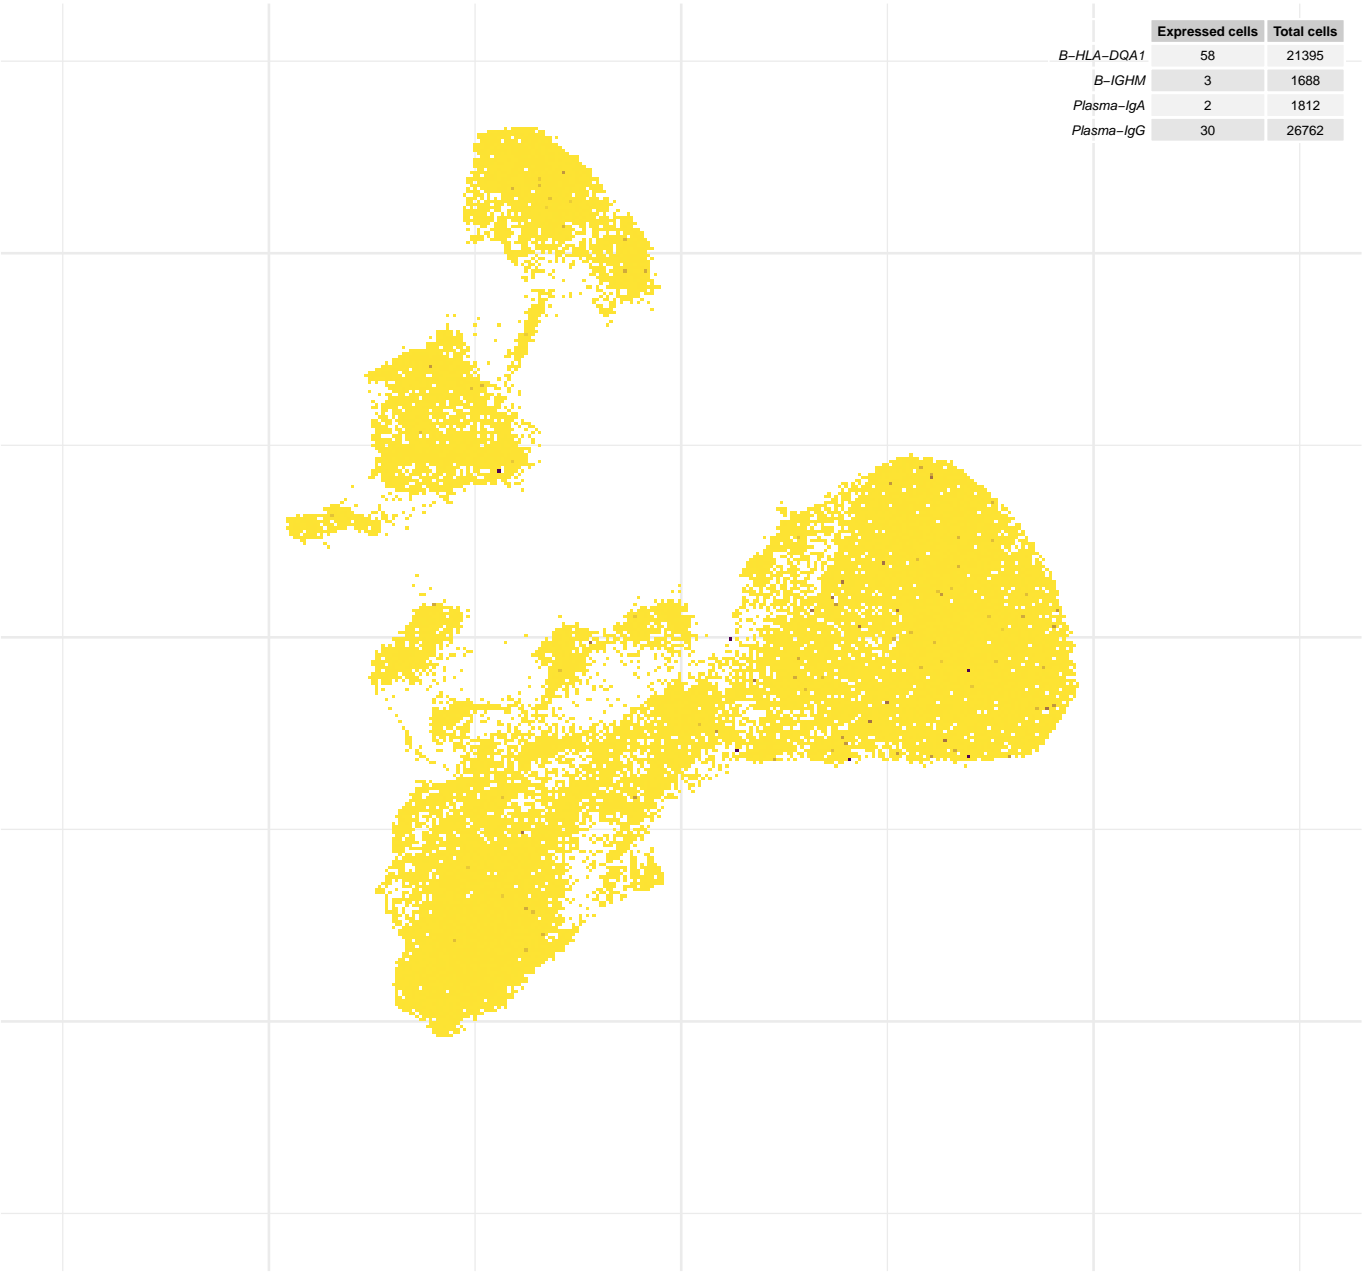 Expressed cells Total cells
B−HLA−DQA1 58 21395
B−IGHM 3 1688
Plasma−IgA 2 1812
Plasma−IgG 30 26762